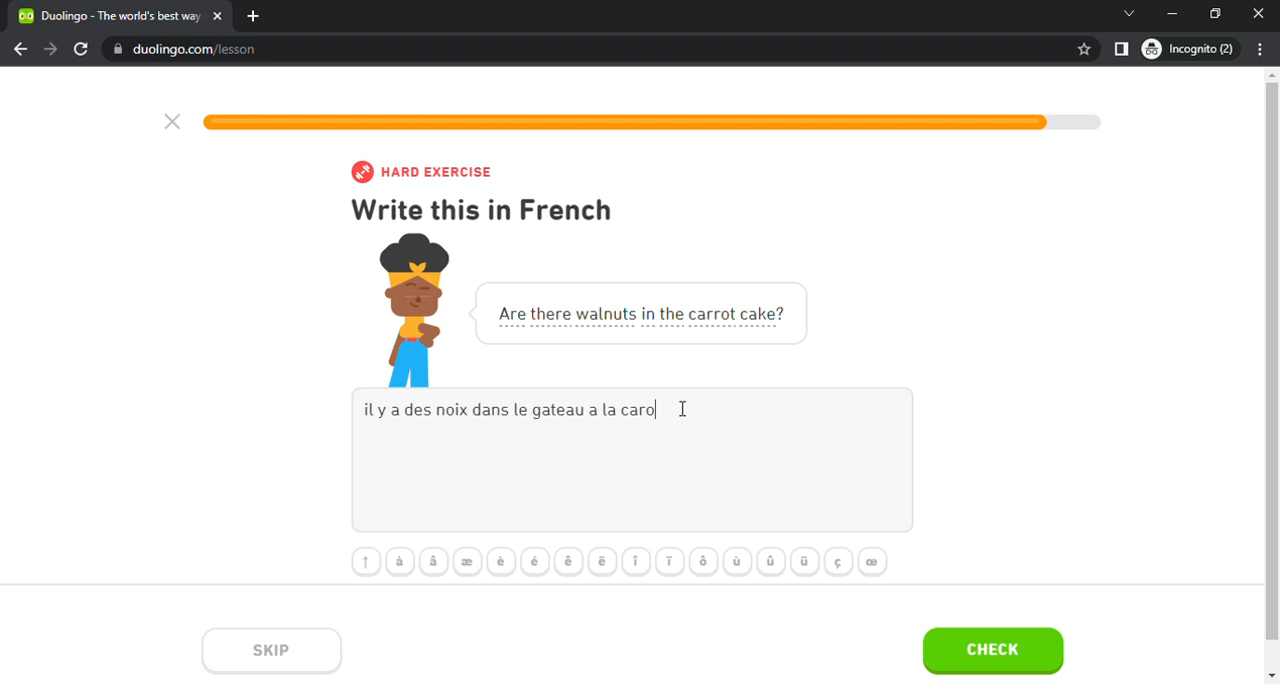 Duolingo - The world's best way
duolingo.com/lesson
Incognito (2)
HARD EXERCISE
Write this in French
Are there walnuts in the carrot cake?
il y a des noix dans le gateau a la caro
↑ à â æ è é ê ë î ï ô ù û ü ç œ
SKIP
CHECK